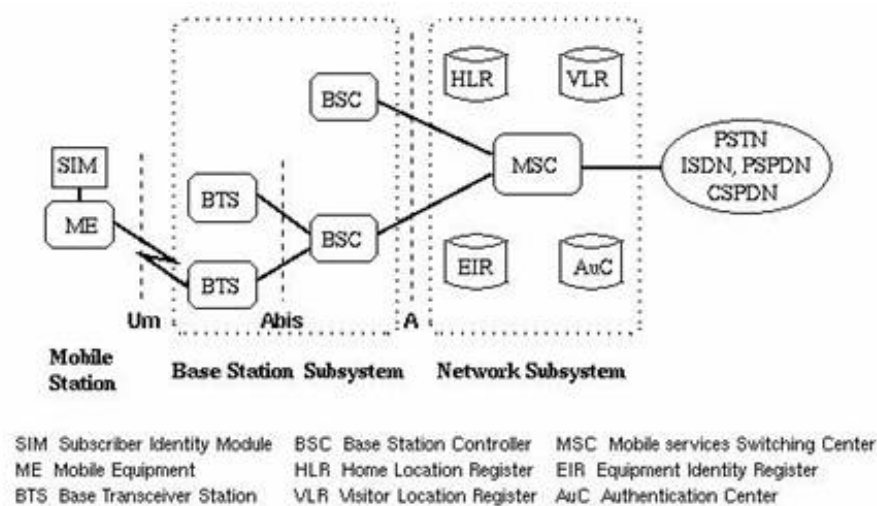 HLR
VLR
BSC
PSTN
ISDN, PSPDN
CSPDN
MSC
SIM
ME
BTS
BSC
BTS
EIR
AuC
Um
Abis
A
Mobile
Station
Base Station Subsystem
Network Subsystem
SIM Subscriber Identity Module
BSC Base Station Controller
MSC Mobile services Switching Center
ME Mobile Equipment
HLR Home Location Register
EIR Equipment Identity Register
BTS Base Transceiver Station
VLR Visitor Location Register
AuC Authentication Center